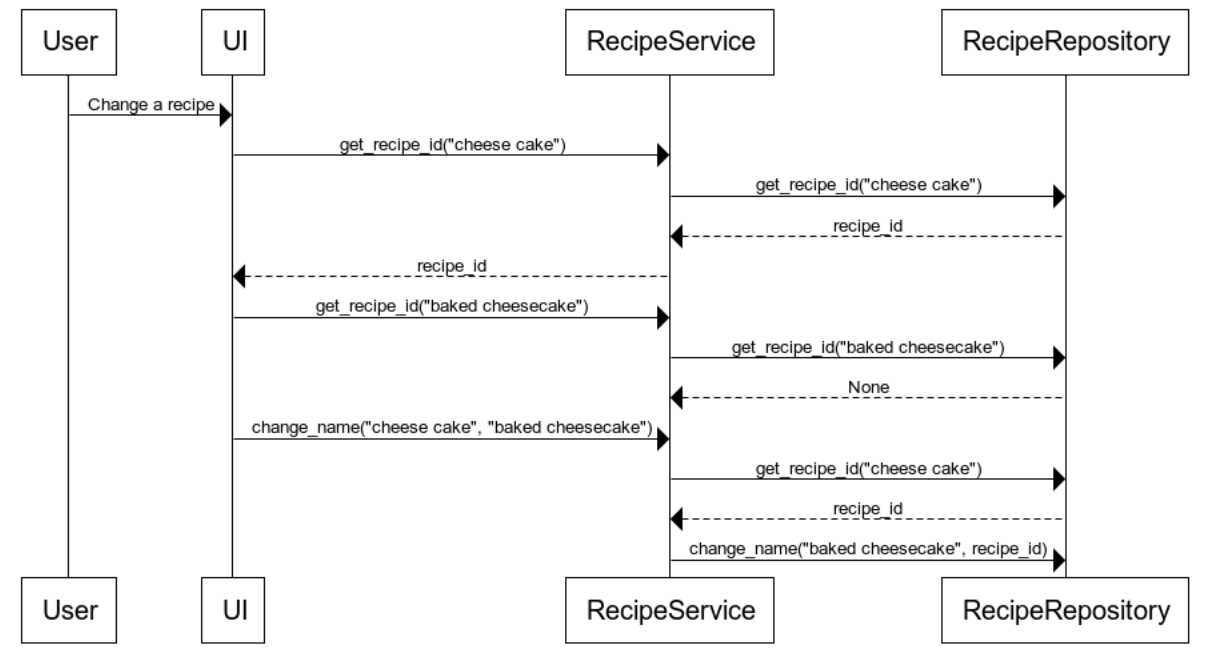 User
UI
RecipeService
RecipeRepository
Change a recipe
get_recipe_id("cheese cake")
get_recipe_id("cheese cake")
recipe_id
recipe_id
get_recipe_id("baked cheesecake")
get_recipe_id("baked cheesecake")
None
change_name("cheese cake", "baked cheesecake")
get_recipe_id("cheese cake")
recipe_id
change_name("baked cheesecake", recipe_id)
User
UI
RecipeService
RecipeRepository